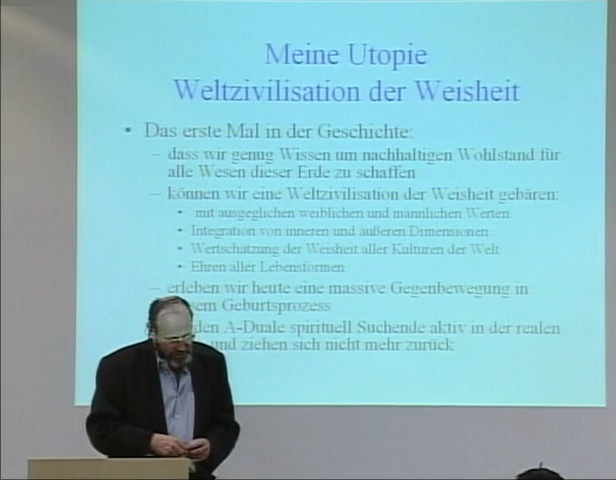 Meine Utopie
Weltzivilisation der Weisheit
• Das erste Mal in der Geschichte:
– dass wir genug Wissen um nachhaltigen Wohlstand für
alle Wesen dieser Erde zu schaffen
– können wir eine Weltzivilisation der Weisheit gebären:
• mit ausgeglichen weiblichen und männlichen Werten
• Integration von inneren und äußeren Dimensionen
• Wertschätzung der Weisheit aller Kulturen der Welt
• Ehren aller Lebensformen
– erleben wir heute eine massive Gegenbewegung in
Geburtsprozess
A-Duale spirituell Suchende aktiv in der realen
und ziehen sich nicht mehr zurück